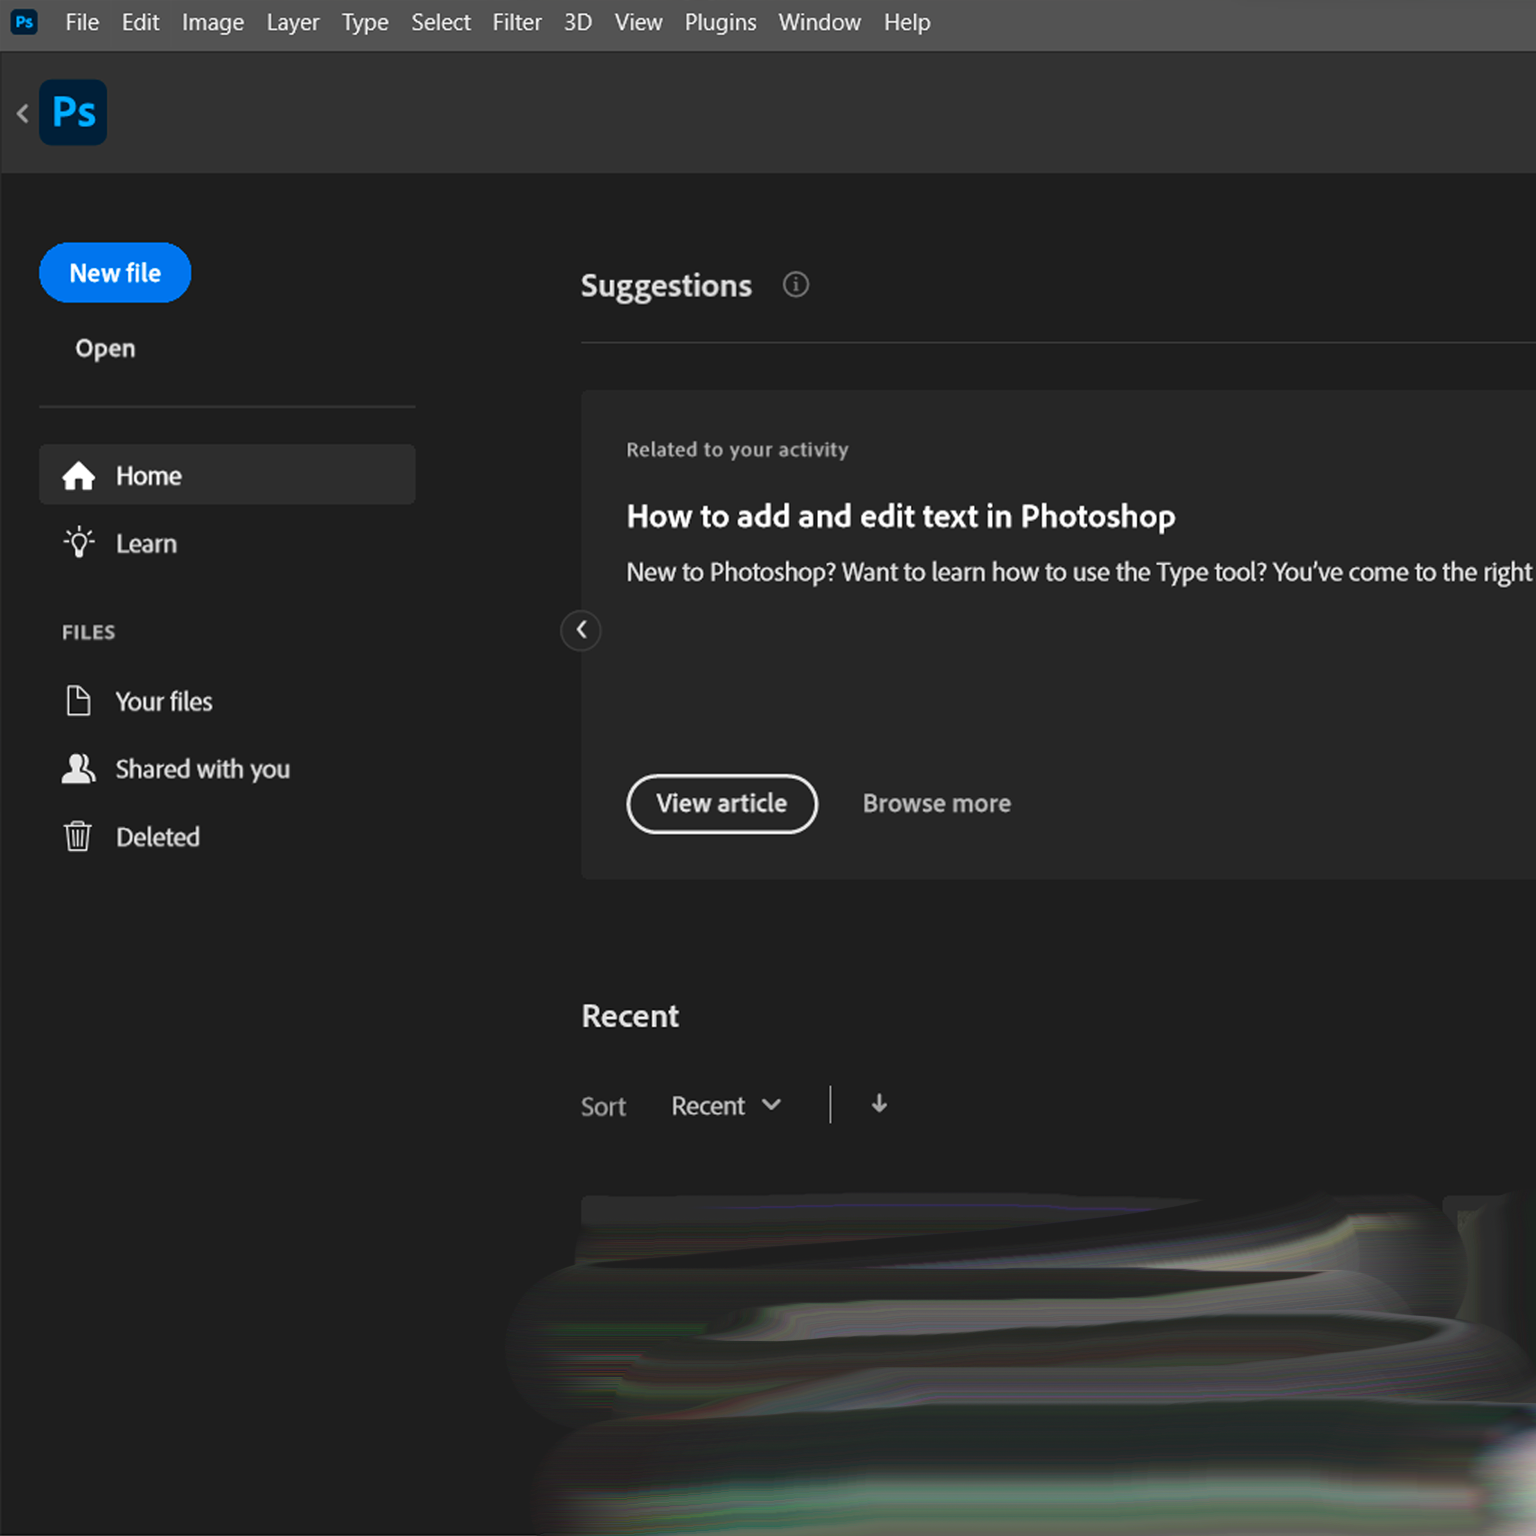 Ps File Edit Image Layer Type Select Filter 3D View Plugins Window Help
Ps
New file
Open
Home
Learn
FILES
Your files
Shared with you
Deleted
Suggestions
Related to your activity
How to add and edit text in Photoshop
New to Photoshop? Want to learn how to use the Type tool? You've come to the right
View article Browse more
Recent
Sort Recent